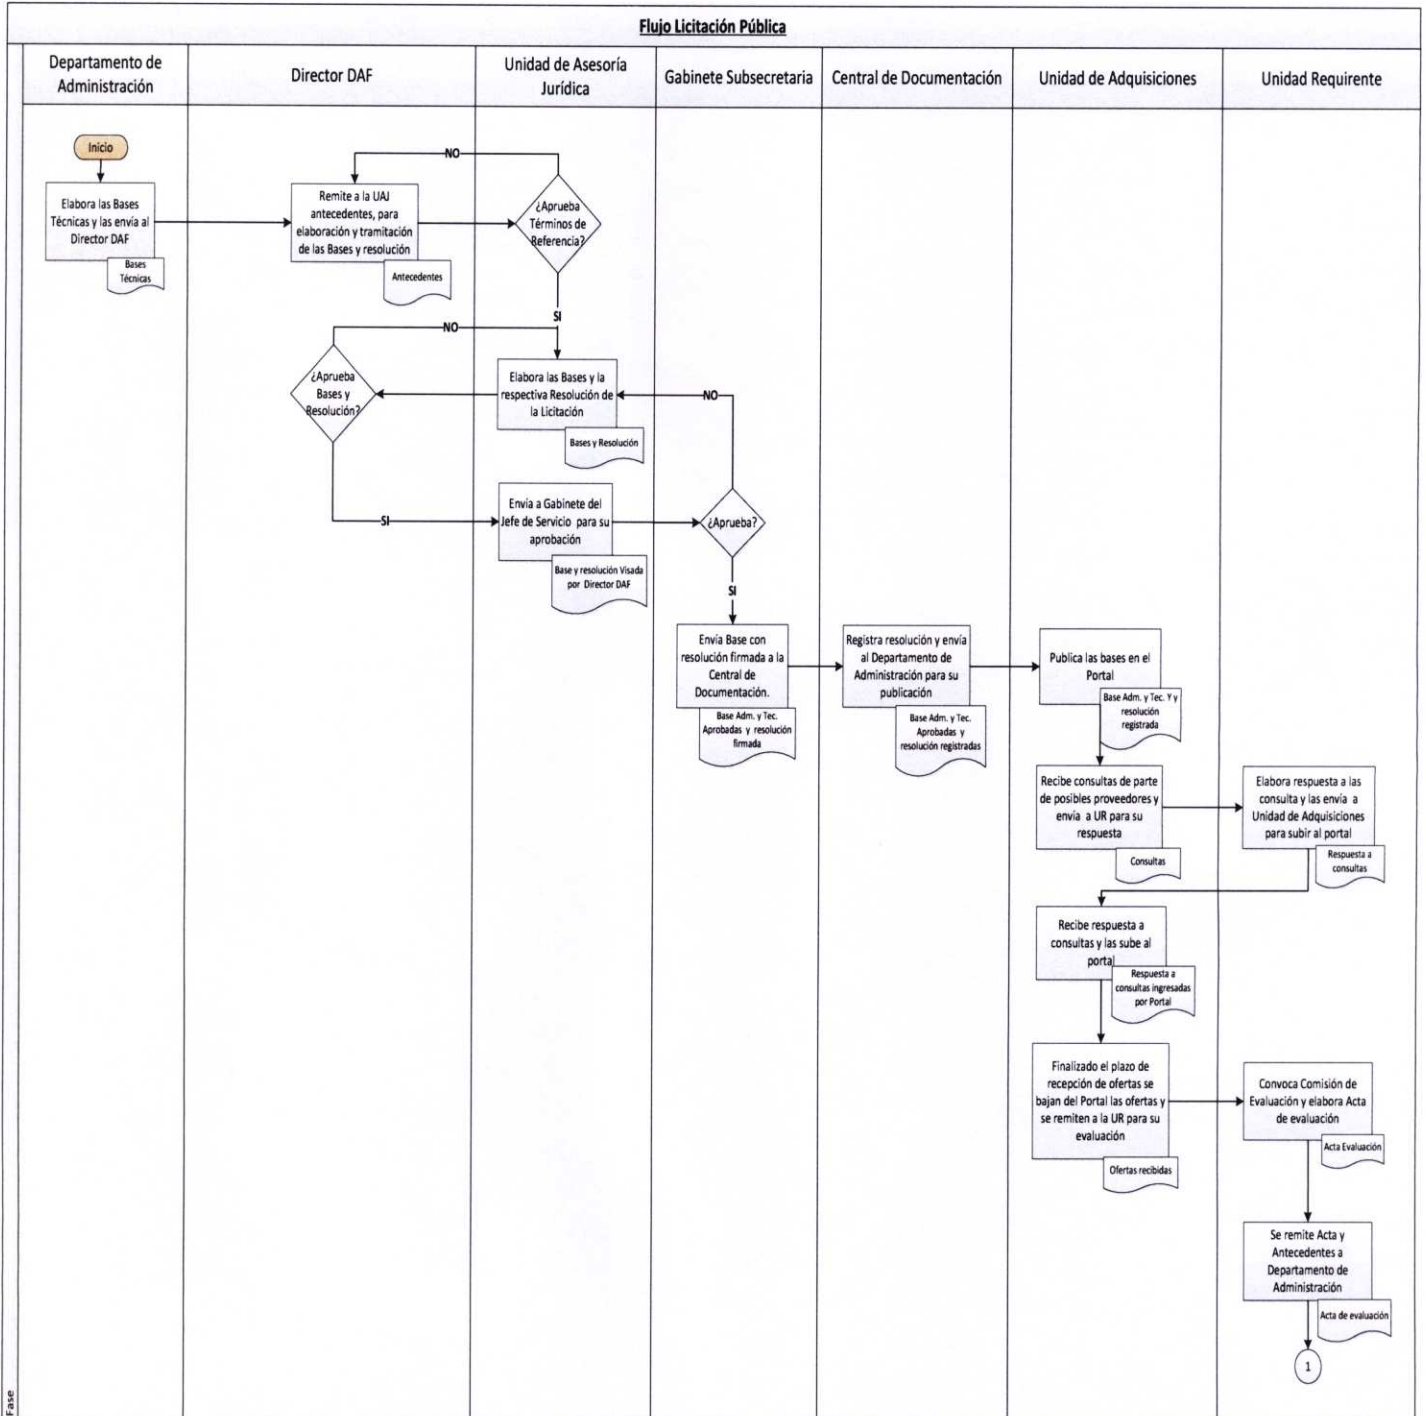 Flujo Licitación Pública
Departamento de
Administración
Director DAF
Unidad de Asesoría
Jurídica
Gabinete Subsecretaria
Central de Documentación
Unidad de Adquisiciones
Unidad Requirente
Inicio
Elabora las Bases
Técnicas y las envía al
Director DAF
Bases
Técnicas
Remite a la UAJ
antecedentes, para
elaboración y tramitación
de las Bases y resolución
Antecedentes
NO
¿Aprueba
Términos de
Referencia?
SI
NO
¿Aprueba
Bases y
Resolución?
Elabora las Bases y la
respectiva Resolución de
la Licitación
Bases y Resolución
NO
SI
Envía a Gabinete del
Jefe de Servicio para su
aprobación
Base y resolución Visada
por Director DAF
¿Aprueba?
SI
Envía Base con
resolución firmada a la
Central de
Documentación.
Base Adm. y Tec.
Aprobadas y resolución
firmada
Registra resolución y envía
al Departamento de
Administración para su
publicación
Base Adm. y Tec.
Aprobadas y
resolución registradas
Publica las bases en el
Portal
Base Adm. y Tec. Y y
resolución
registrada
Recibe consultas de parte
de posibles proveedores y
envía a UR para su
respuesta
Consultas
Elabora respuesta a las
consulta y las envía a
Unidad de Adquisiciones
para subir al portal
Respuesta a
consultas
Recibe respuesta a
consultas y las sube al
portal
Respuesta a
consultas ingresadas
por Portal
Finalizado el plazo de
recepción de ofertas se
bajan del Portal las ofertas y
se remiten a la UR para su
evaluación
Ofertas recibidas
Convoca Comisión de
Evaluación y elabora Acta
de evaluación
Acta Evaluación
Se remite Acta y
Antecedentes a
Departamento de
Administración
Acta de evaluación
1
Fase